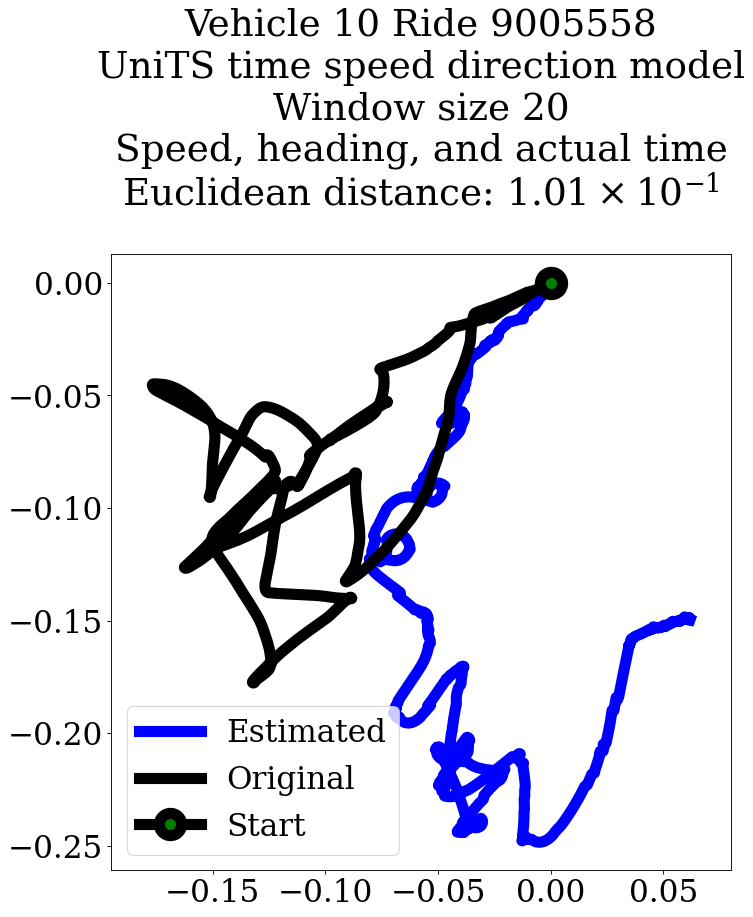 Vehicle 10 Ride 9005558
UniTS time speed direction model
Window size 20
Speed, heading, and actual time
Euclidean distance: 1.01 × 10⁻¹
0.00
−0.05
−0.10
−0.15
−0.20
−0.25
Estimated
Original
Start
−0.15 −0.10 −0.05 0.00 0.05